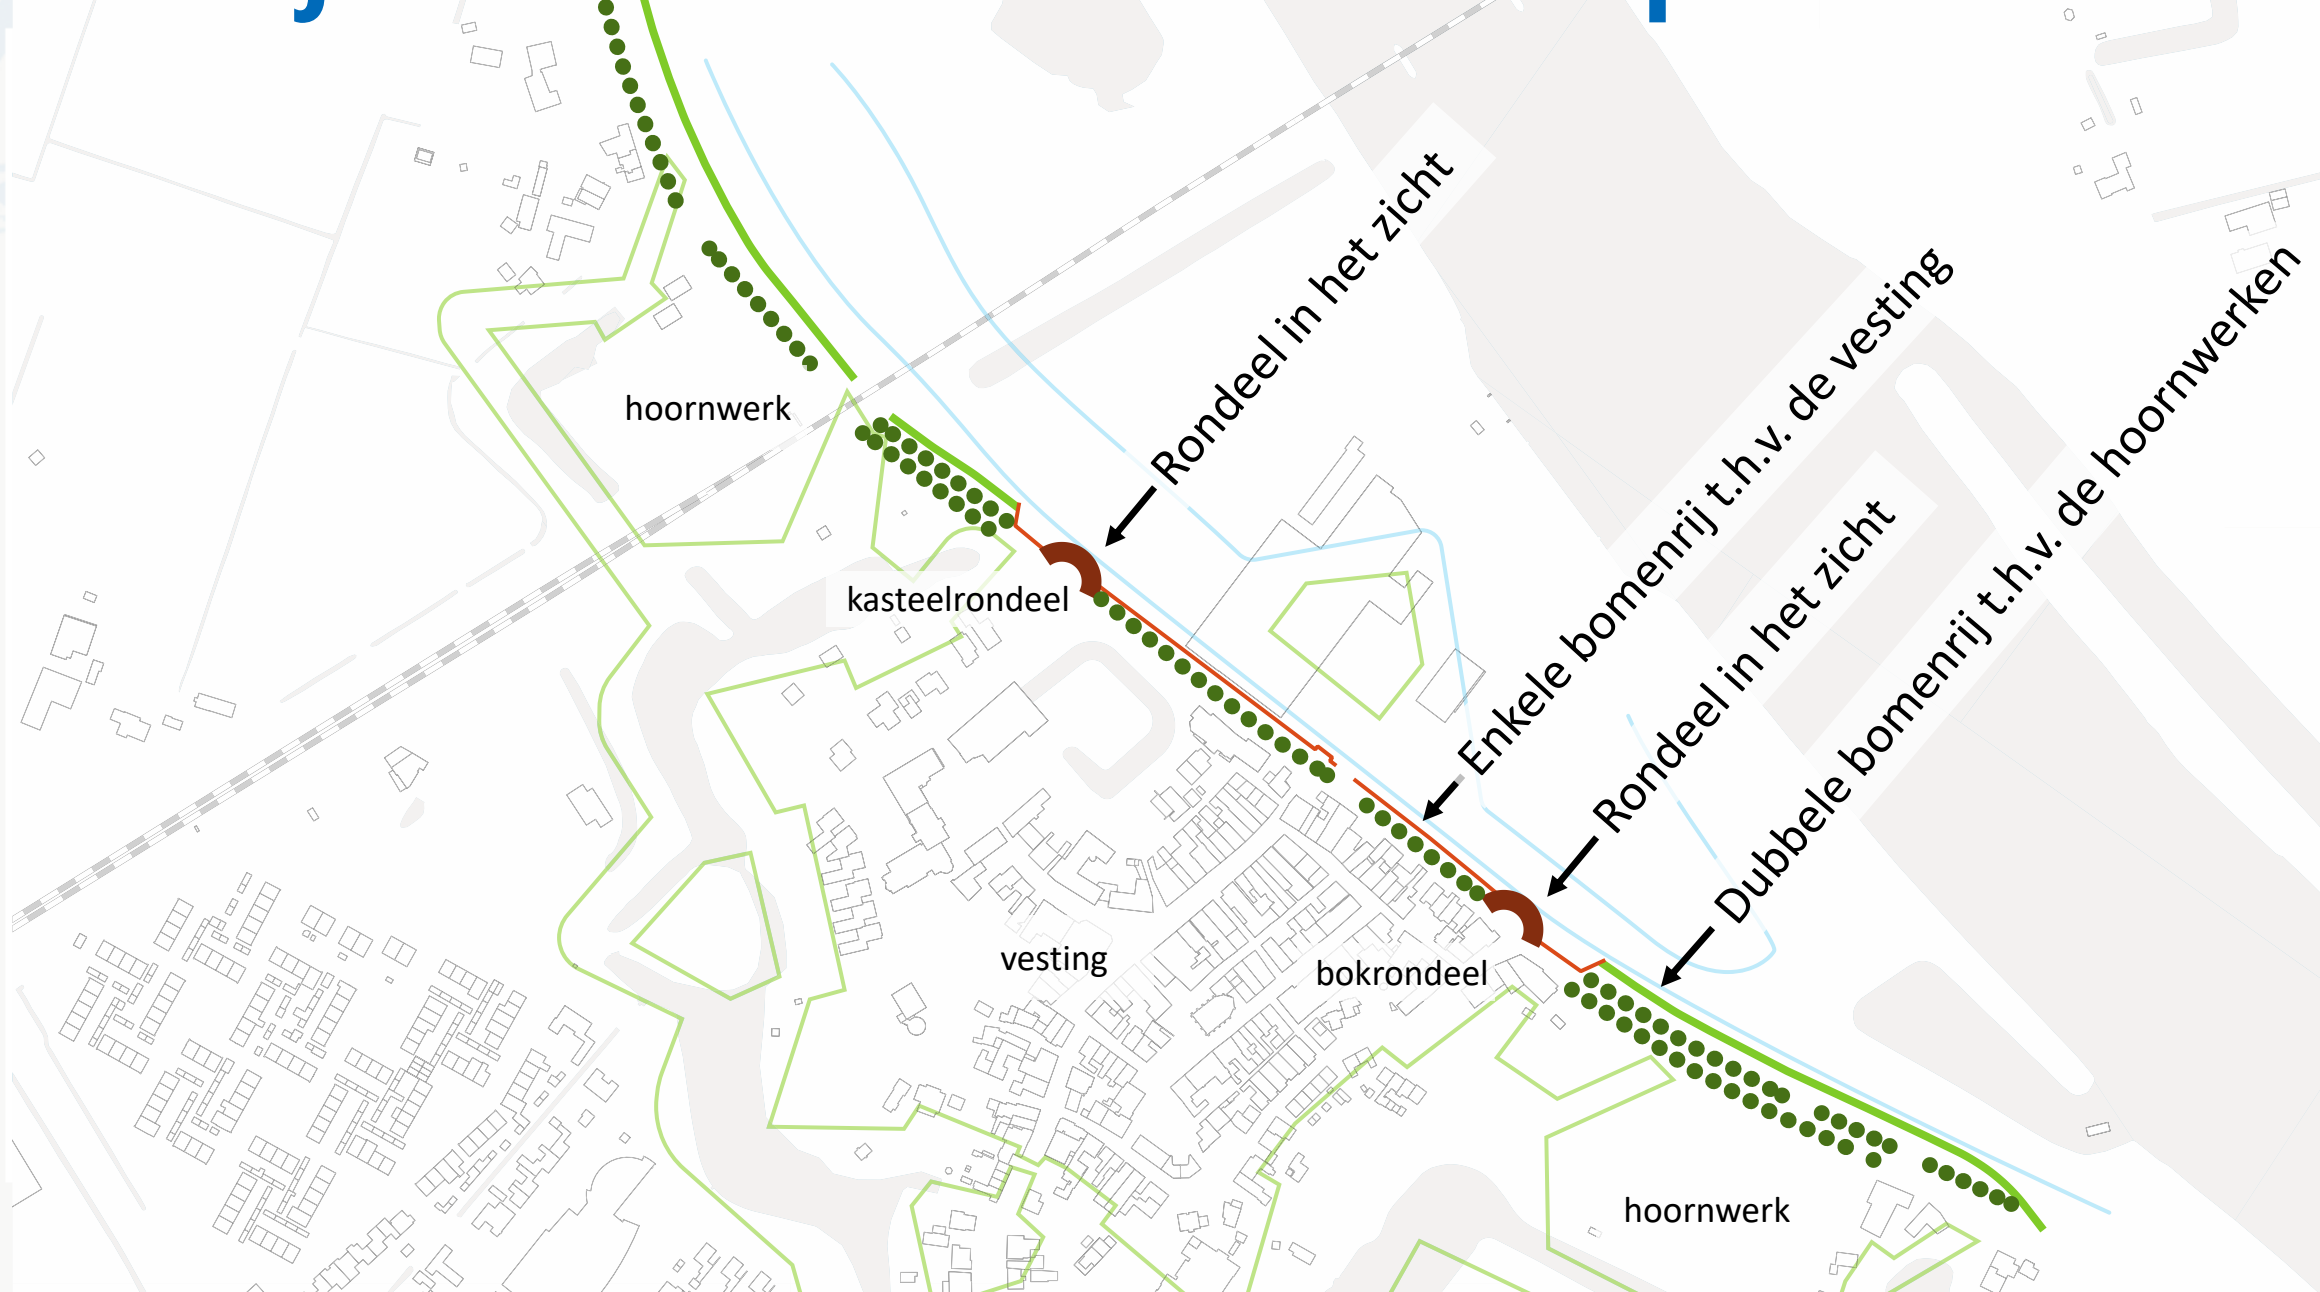 Rondeel in het zicht
Enkele bomenrij t.h.v. de vesting
Rondeel in het zicht
Dubbele bomenrij t.h.v. de hoornwerken
hoornwerk
kasteelrondeel
vesting
bokrondeel
hoornwerk